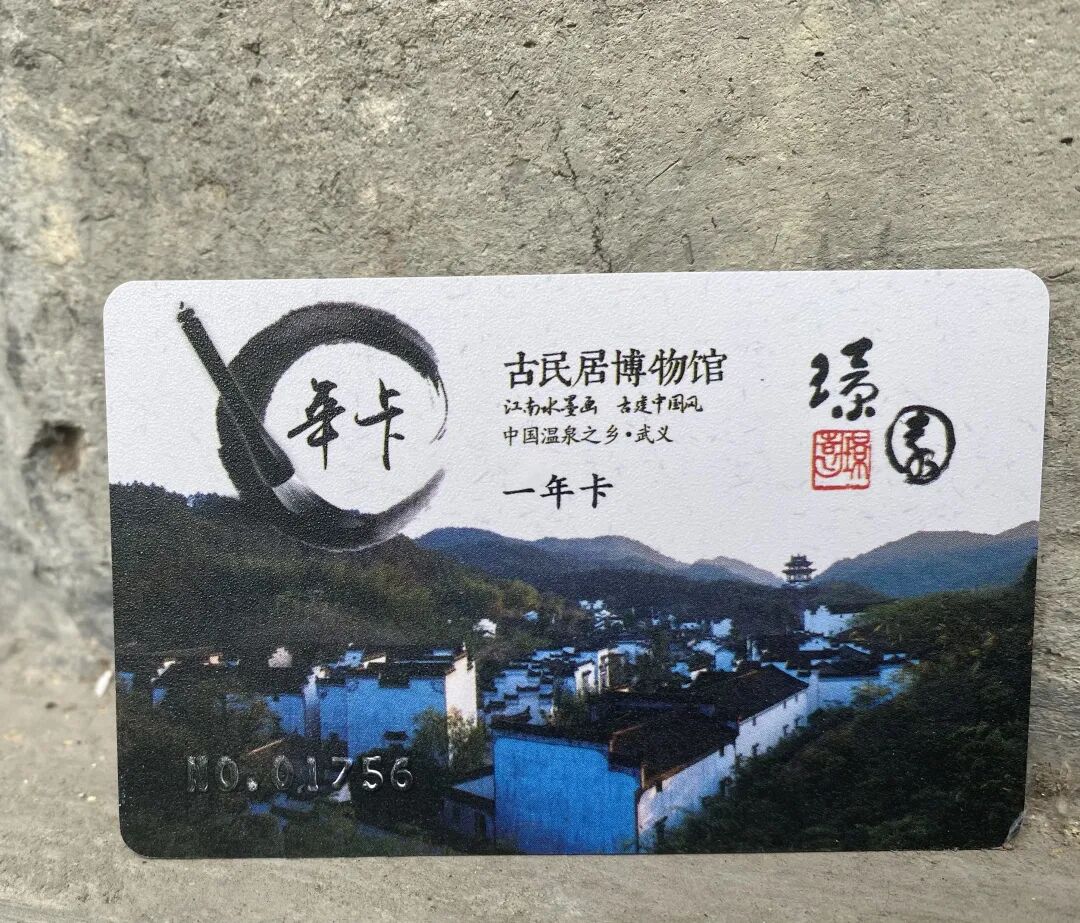 年卡
古民居博物馆
江南水墨画 古建中国风
中国温泉之乡·武义
一年卡
璟園
NO.01756